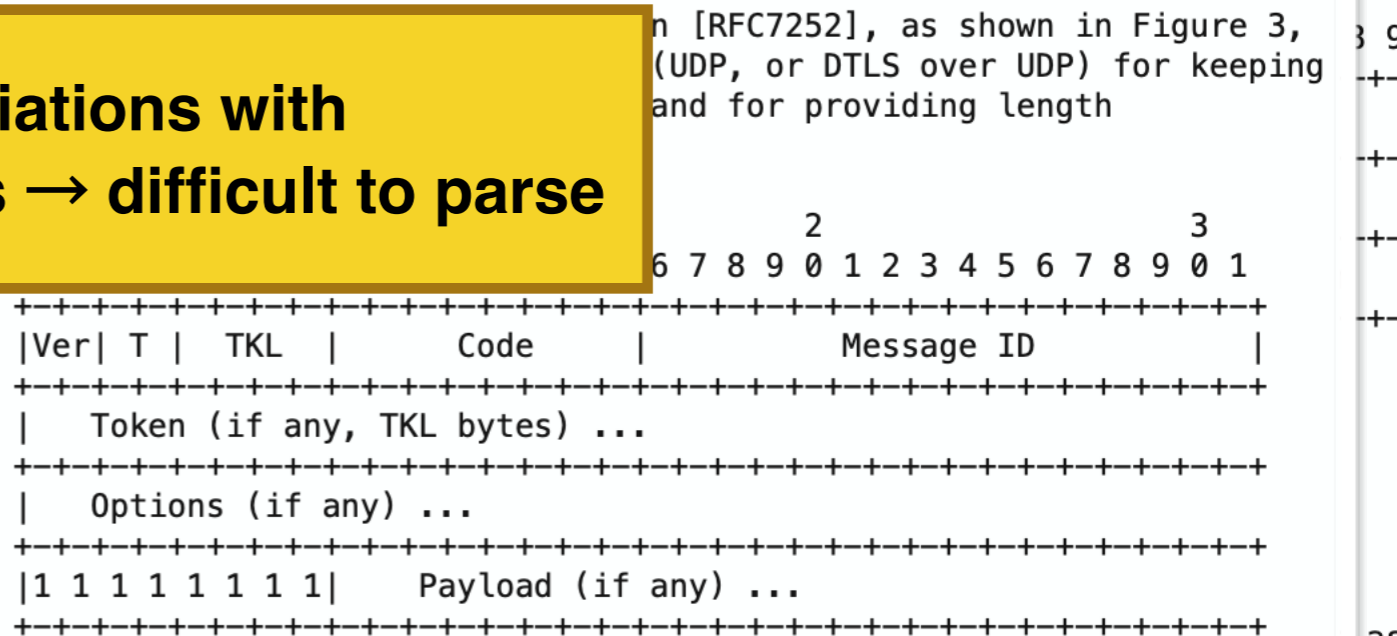 n [RFC7252], as shown in Figure 3,
(UDP, or DTLS over UDP) for keeping
and for providing length
iations with
s → difficult to parse
2 3
6 7 8 9 0 1 2 3 4 5 6 7 8 9 0 1
+-+-+-+-+-+-+-+-+-+-+-+-+-+-+-+-+-+-+-+-+-+-+-+-+-+-+-+-+-+-+-+-+
|Ver| T | TKL | Code | Message ID |
+-+-+-+-+-+-+-+-+-+-+-+-+-+-+-+-+-+-+-+-+-+-+-+-+-+-+-+-+-+-+-+-+
| Token (if any, TKL bytes) ...
+-+-+-+-+-+-+-+-+-+-+-+-+-+-+-+-+-+-+-+-+-+-+-+-+-+-+-+-+-+-+-+-+
| Options (if any) ...
+-+-+-+-+-+-+-+-+-+-+-+-+-+-+-+-+-+-+-+-+-+-+-+-+-+-+-+-+-+-+-+-+
|1 1 1 1 1 1 1 1| Payload (if any) ...
+-+-+-+-+-+-+-+-+-+-+-+-+-+-+-+-+-+-+-+-+-+-+-+-+-+-+-+-+-+-+-+-+